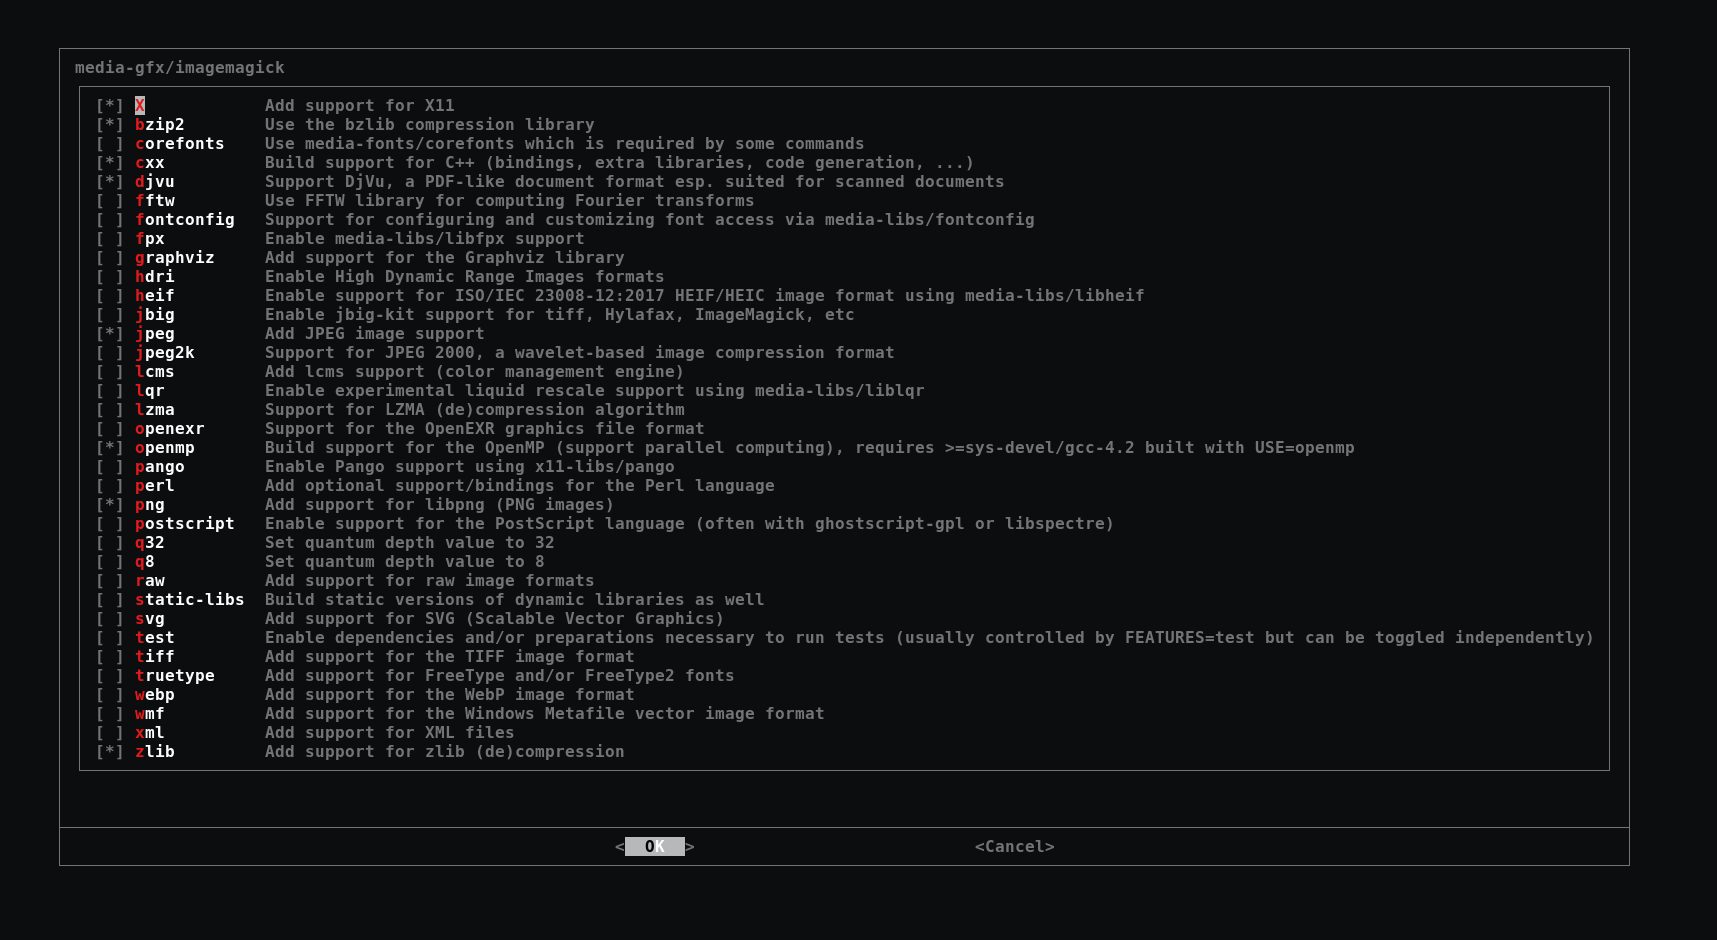 media-gfx/imagemagick
[*] X            Add support for X11
[*] bzip2        Use the bzlib compression library
[ ] corefonts    Use media-fonts/corefonts which is required by some commands
[*] cxx          Build support for C++ (bindings, extra libraries, code generation, ...)
[*] djvu         Support DjVu, a PDF-like document format esp. suited for scanned documents
[ ] fftw         Use FFTW library for computing Fourier transforms
[ ] fontconfig   Support for configuring and customizing font access via media-libs/fontconfig
[ ] fpx          Enable media-libs/libfpx support
[ ] graphviz     Add support for the Graphviz library
[ ] hdri         Enable High Dynamic Range Images formats
[ ] heif         Enable support for ISO/IEC 23008-12:2017 HEIF/HEIC image format using media-libs/libheif
[ ] jbig         Enable jbig-kit support for tiff, Hylafax, ImageMagick, etc
[*] jpeg         Add JPEG image support
[ ] jpeg2k       Support for JPEG 2000, a wavelet-based image compression format
[ ] lcms         Add lcms support (color management engine)
[ ] lqr          Enable experimental liquid rescale support using media-libs/liblqr
[ ] lzma         Support for LZMA (de)compression algorithm
[ ] openexr      Support for the OpenEXR graphics file format
[*] openmp       Build support for the OpenMP (support parallel computing), requires >=sys-devel/gcc-4.2 built with USE=openmp
[ ] pango        Enable Pango support using x11-libs/pango
[ ] perl         Add optional support/bindings for the Perl language
[*] png          Add support for libpng (PNG images)
[ ] postscript   Enable support for the PostScript language (often with ghostscript-gpl or libspectre)
[ ] q32          Set quantum depth value to 32
[ ] q8           Set quantum depth value to 8
[ ] raw          Add support for raw image formats
[ ] static-libs  Build static versions of dynamic libraries as well
[ ] svg          Add support for SVG (Scalable Vector Graphics)
[ ] test         Enable dependencies and/or preparations necessary to run tests (usually controlled by FEATURES=test but can be toggled independently)
[ ] tiff         Add support for the TIFF image format
[ ] truetype     Add support for FreeType and/or FreeType2 fonts
[ ] webp         Add support for the WebP image format
[ ] wmf          Add support for the Windows Metafile vector image format
[ ] xml          Add support for XML files
[*] zlib         Add support for zlib (de)compression
<  OK  > <Cancel>